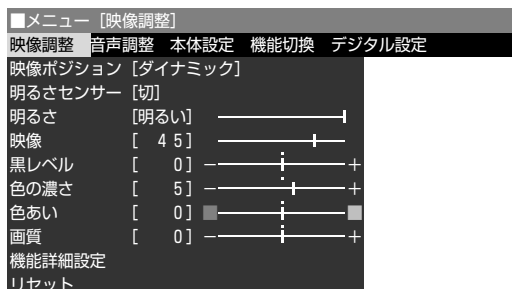 ■メニュー [映像調整]
映像調整 音声調整 本体設定 機能切換 デジタル設定
映像ポジション [ダイナミック]
明るさセンサー [切]
明るさ [明るい]
映像 [ 45]
黒レベル [ 0] − +
色の濃さ [ 5] − +
色あい [ 0]
画質 [ 0] − +
機能詳細設定
リセット